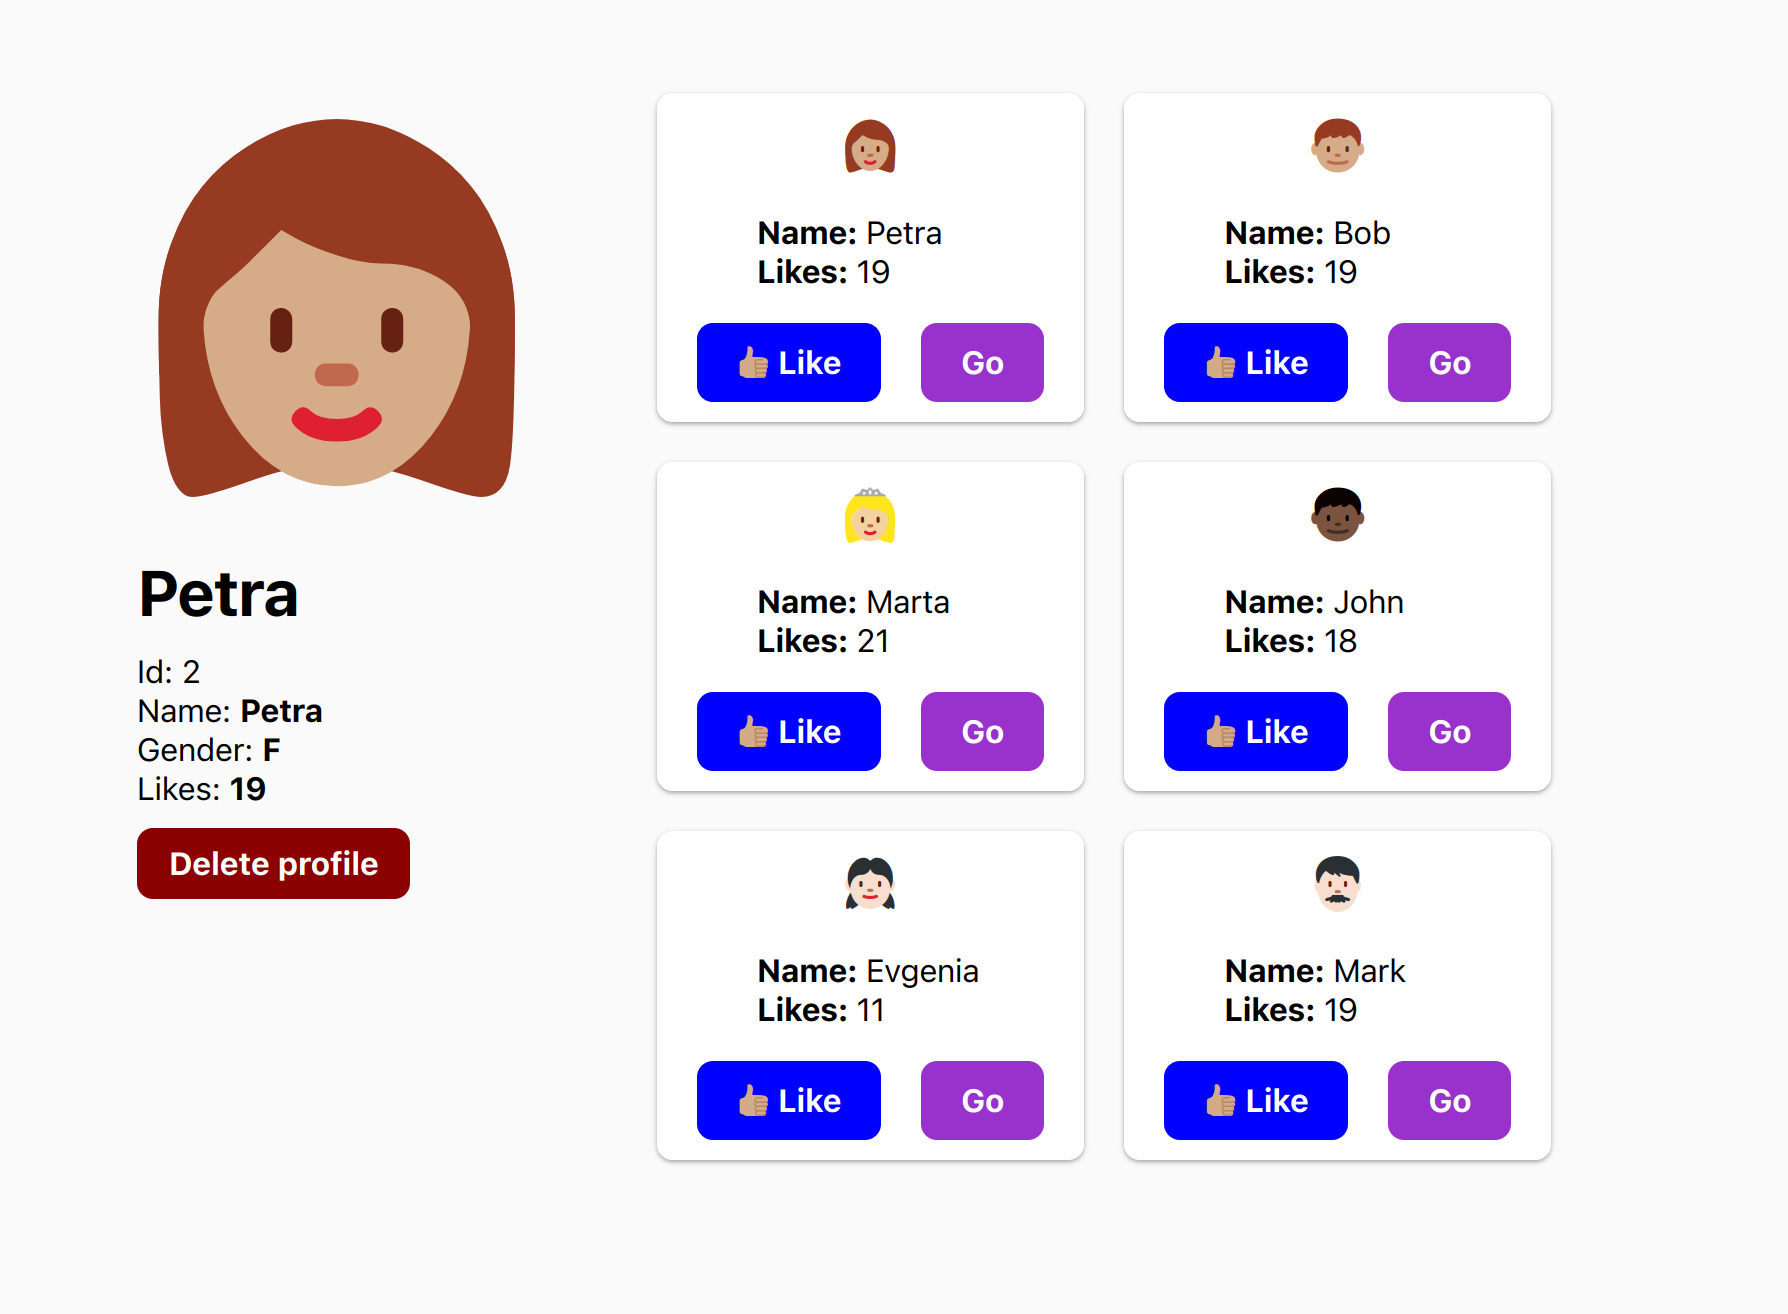 Petra
Id: 2
Name: Petra
Gender: F
Likes: 19
Delete profile
Name: Petra
Likes: 19
Like Go
Name: Bob
Likes: 19
Like Go
Name: Marta
Likes: 21
Like Go
Name: John
Likes: 18
Like Go
Name: Evgenia
Likes: 11
Like Go
Name: Mark
Likes: 19
Like Go